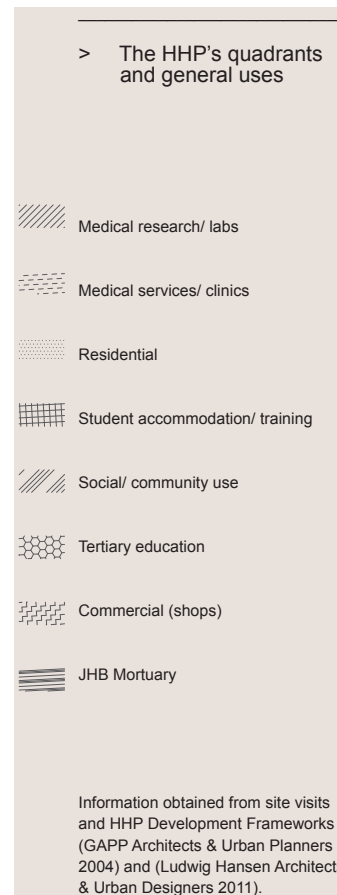 > The HHP's quadrants
and general uses
Medical research/ labs
Medical services/ clinics
Residential
Student accommodation/ training
Social/ community use
Tertiary education
Commercial (shops)
JHB Mortuary
Information obtained from site visits
and HHP Development Frameworks
(GAPP Architects & Urban Planners
2004) and (Ludwig Hansen Architect
& Urban Designers 2011).